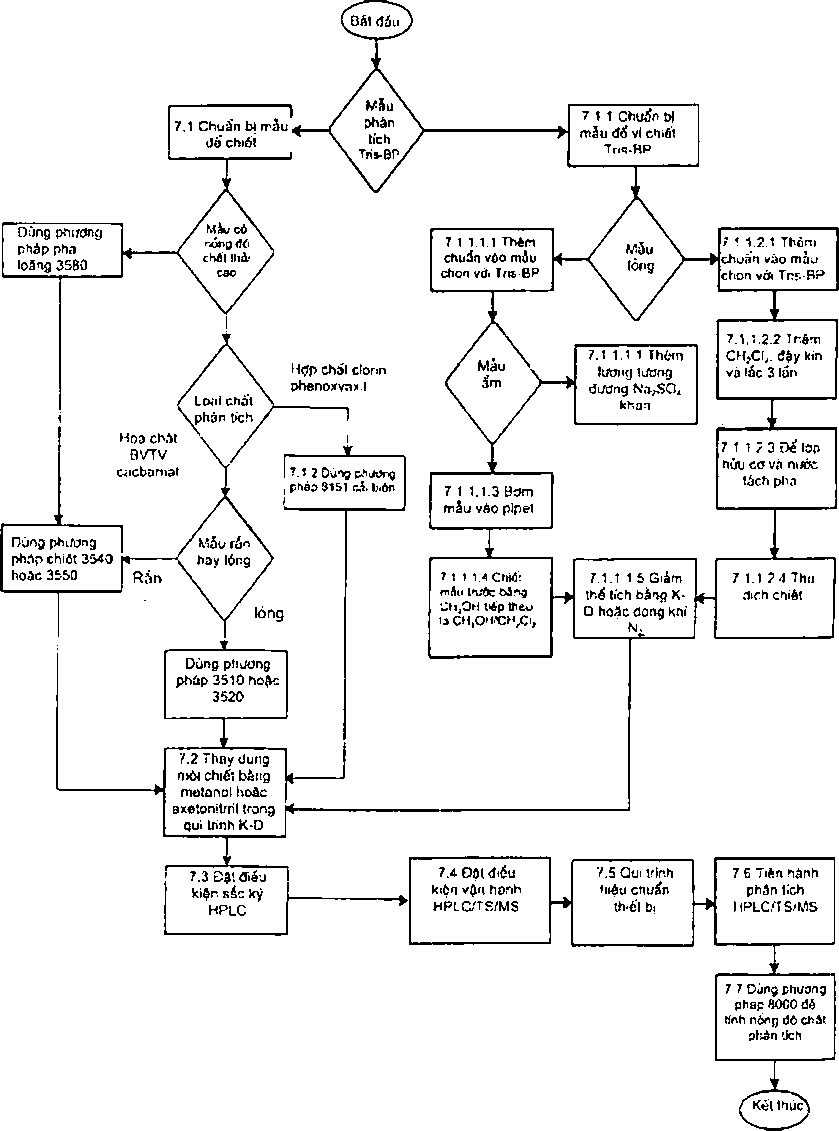 Bắt đầu
Mẫu
phân
tích
Tris-BP
7.1 Chuẩn bị mẫu
để chiết
7.1.1 Chuẩn bị
mẫu để vi chiết
Tris-BP
Mẫu có
nồng độ
chất thải
cao
Dùng phương
pháp pha
loãng 3580
Mẫu
lỏng
7.1.1.1.1 Thêm
chuẩn vào mẫu
chọn với Tris-BP
7.1.1.2.1 Thêm
chuẩn vào mẫu
chọn với Tris-BP
Mẫu
ẩm
7.1.1.1.1 Thêm
lượng tương
đương Na₂SO₄
khan
7.1.1.2.2 Thêm
CH₂Cl₂, đậy kín
và lắc 3 lần
Loại chất
phân tích
Hợp chất clorin
phenoxyaxit
Hoá chất
BVTV
cacbamat
7.1.2 Dùng phương
pháp 8151 cải biên
7.1.1.1.3 Bơm
mẫu vào pipet
7.1.1.2.3 Để lớp
hữu cơ và nước
tách pha
Dùng phương
pháp chiết 3540
hoặc 3550
Mẫu rắn
hay lỏng
Rắn
lỏng
7.1.1.1.4 Chiết
mẫu trước bằng
CH₃OH tiếp theo
là CH₃OH/CH₂Cl₂
7.1.1.1.5 Giảm
thể tích bằng K-
D hoặc dòng khí
N₂
7.1.1.2.4 Thu
dịch chiết
Dùng phương
pháp 3510 hoặc
3520
7.2 Thay dung
môi chiết bằng
metanol hoặc
axetonitril trong
qui trình K-D
7.3 Đặt điều
kiện sắc ký
HPLC
7.4 Đặt điều
kiện vận hành
HPLC/TS/MS
7.5 Qui trình
hiệu chuẩn
thiết bị
7.6 Tiến hành
phân tích
HPLC/TS/MS
7.7 Dùng phương
pháp 8000 để
tính nồng độ chất
phân tích
Kết thúc